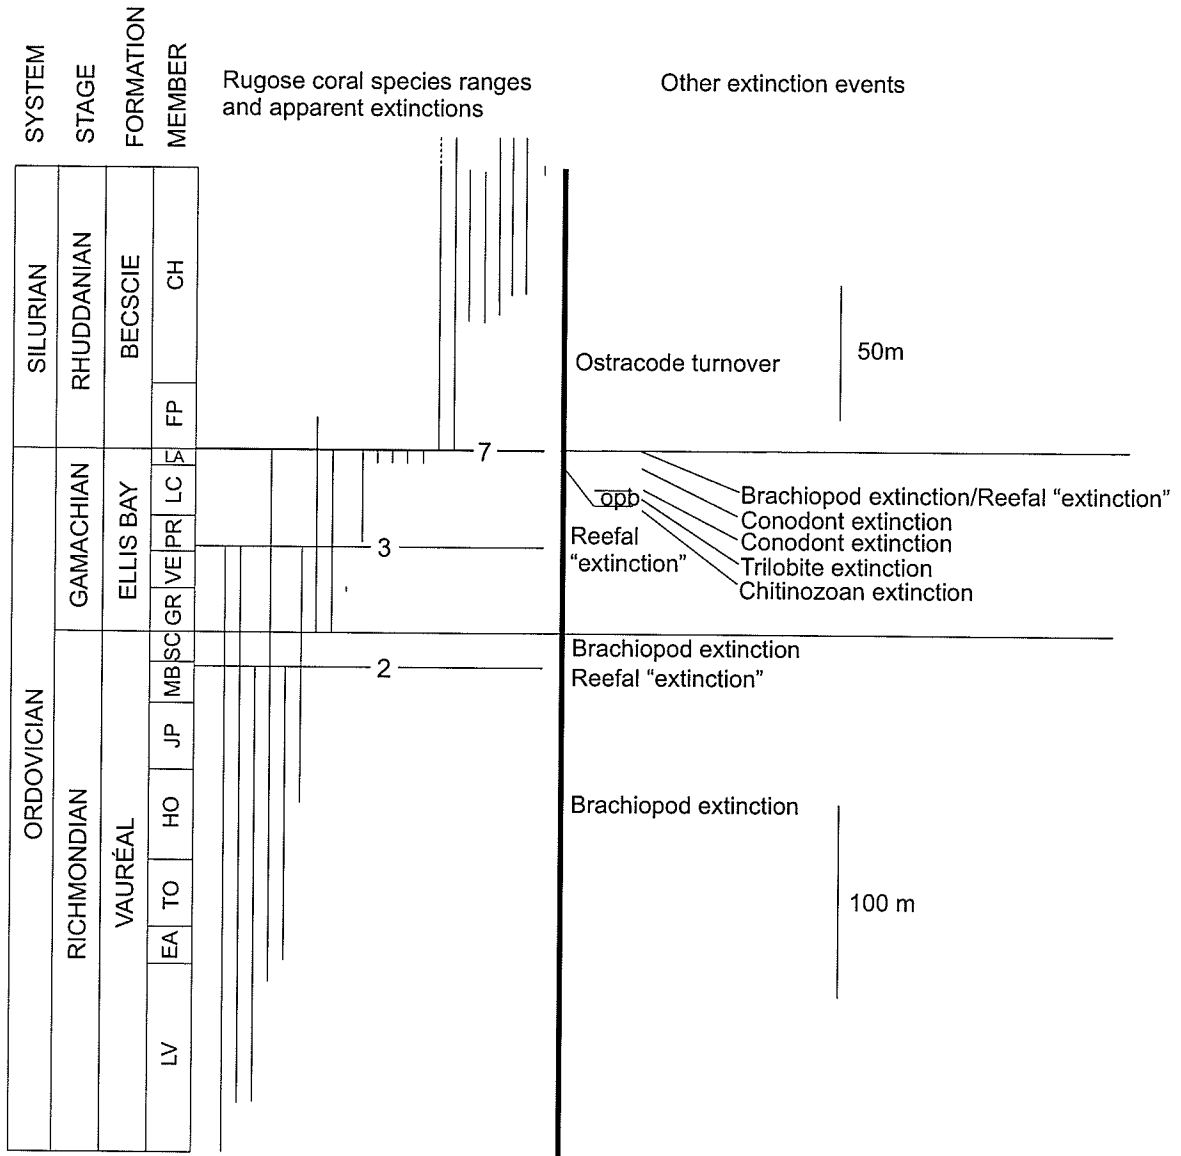 SYSTEM
STAGE
FORMATION
MEMBER
Rugose coral species ranges
and apparent extinctions
Other extinction events
SILURIAN
RHUDDANIAN
BECSCIE
CH
FP
50m
Ostracode turnover
ORDOVICIAN
GAMACHIAN
ELLIS BAY
LA
LC
PR
VE
GR
7
3
opb
Reefal
“extinction”
Brachiopod extinction/Reefal “extinction”
Conodont extinction
Conodont extinction
Trilobite extinction
Chitinozoan extinction
RICHMONDIAN
VAURÉAL
SC
MB
JP
HO
TO
EA
LV
2
Brachiopod extinction
Reefal “extinction”
Brachiopod extinction
100 m